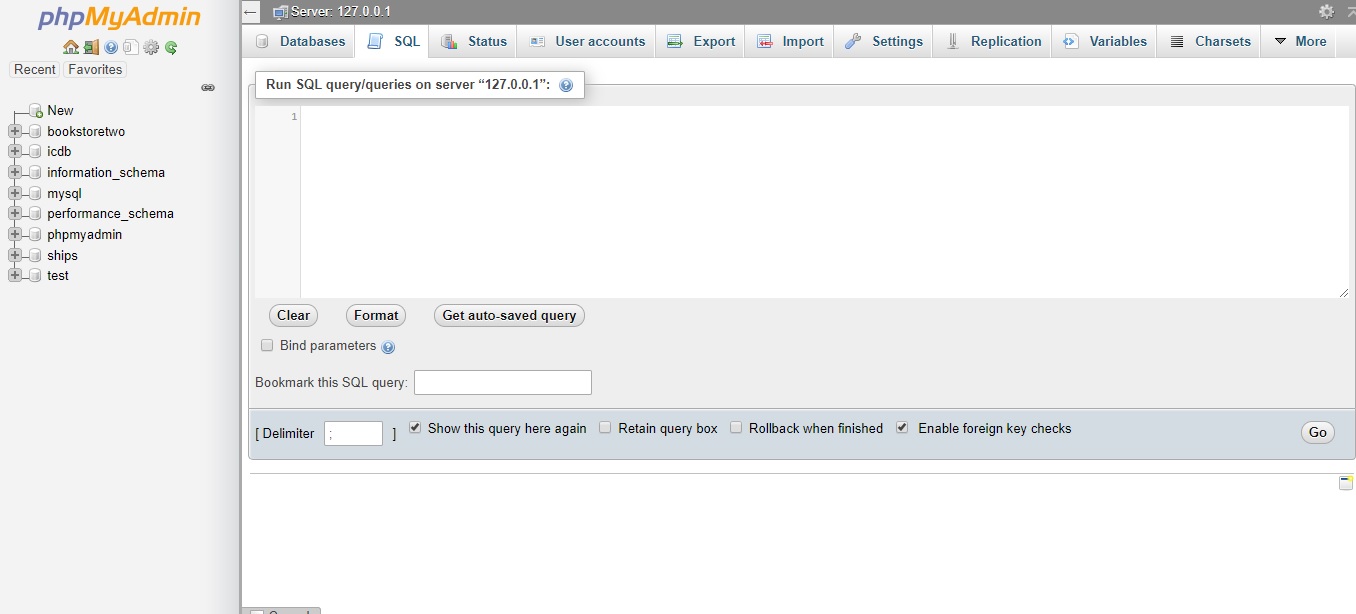 phpMyAdmin
Recent Favorites
New
bookstoretwo
icdb
information_schema
mysql
performance_schema
phpmyadmin
ships
test
Server: 127.0.0.1
Databases SQL Status User accounts Export Import Settings Replication Variables Charsets More
Run SQL query/queries on server “127.0.0.1”:
1
Clear Format Get auto-saved query
Bind parameters
Bookmark this SQL query:
[ Delimiter ; ] Show this query here again Retain query box Rollback when finished Enable foreign key checks Go